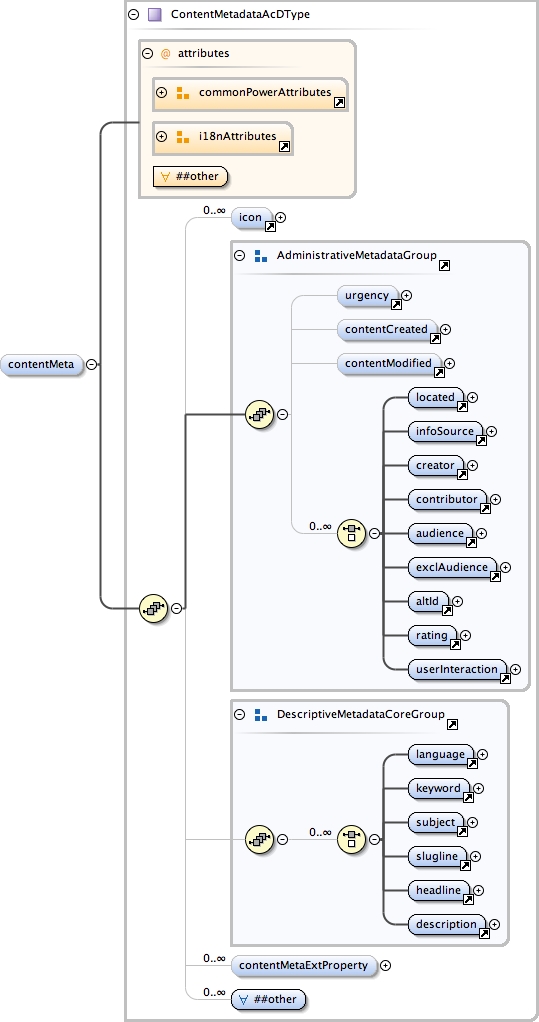 ContentMetadataAcDType
@ attributes
commonPowerAttributes
i18nAttributes
∀ ##other
0..∞
icon
AdministrativeMetadataGroup
urgency
contentCreated
contentModified
contentMeta
located
infoSource
creator
contributor
0..∞
audience
exclAudience
altId
rating
userInteraction
DescriptiveMetadataCoreGroup
language
keyword
subject
0..∞
slugline
headline
description
0..∞
contentMetaExtProperty
0..∞
∀ ##other